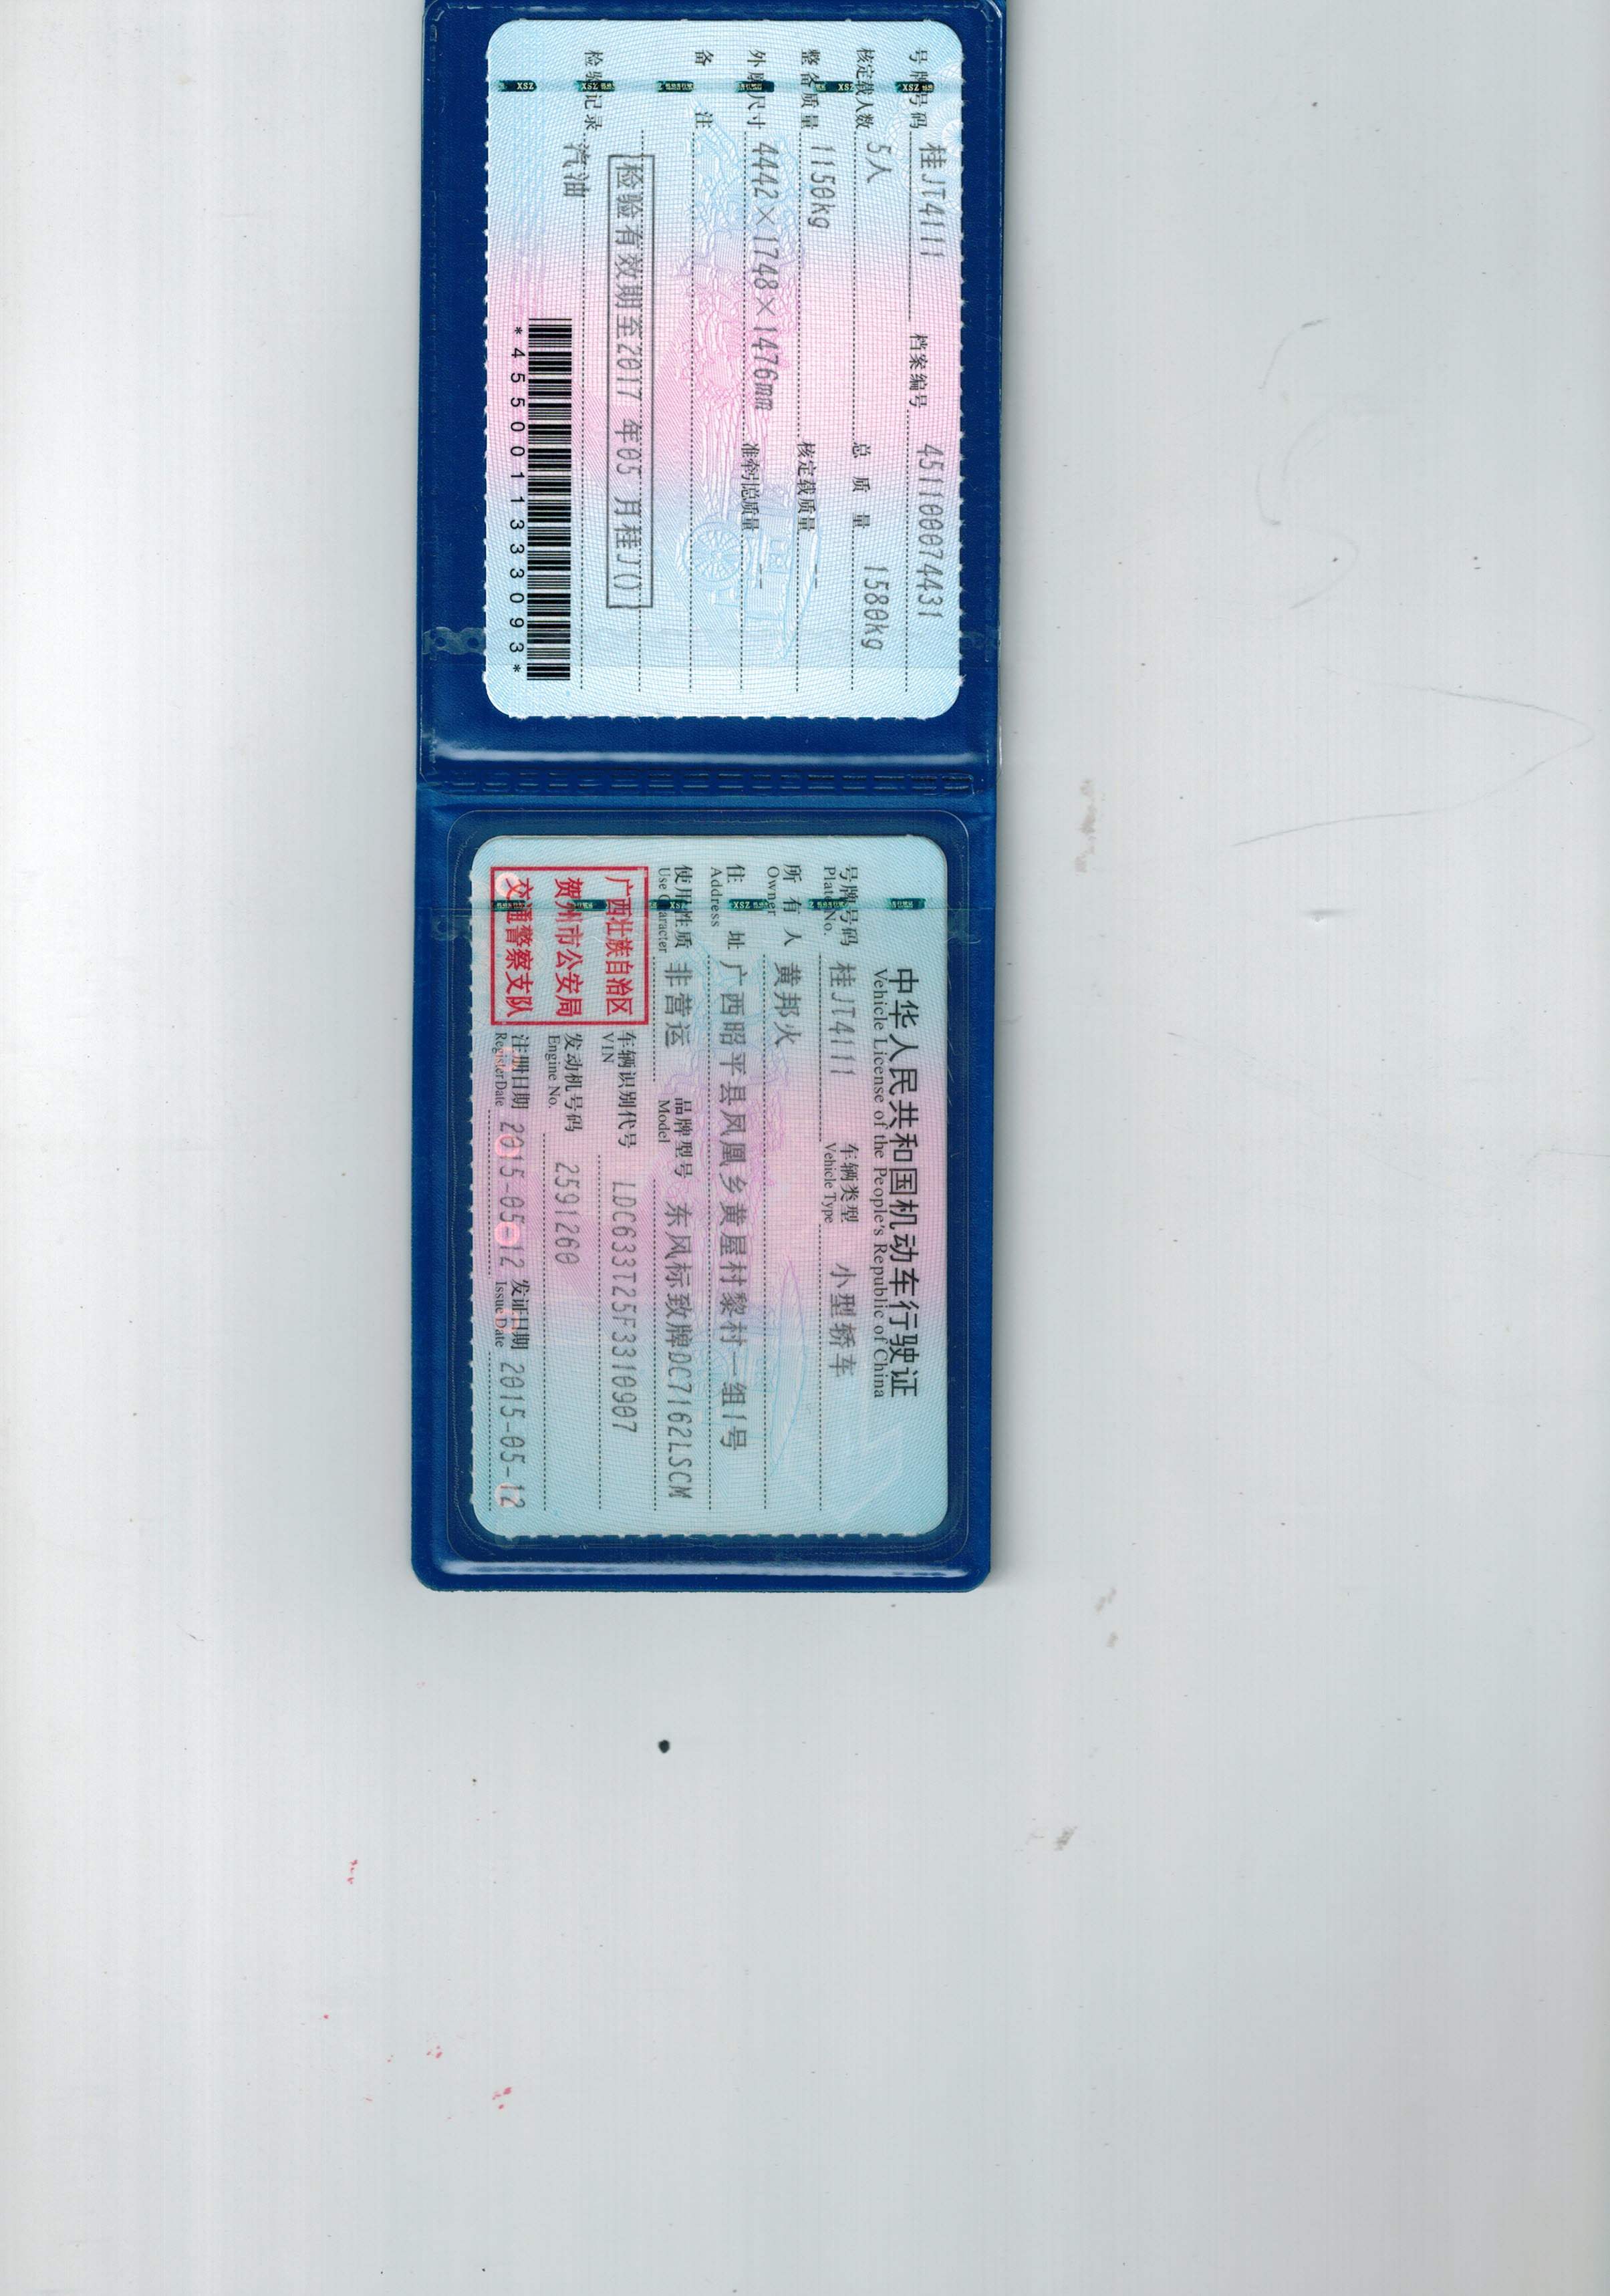 号牌号码 桂JT4111 档案编号 451100074431
核定载人数 5人 总质量 1580kg
整备质量 1150kg 核定载质量 --
外廓尺寸 4442×1748×1476mm 准牵引总质量 --
备注
检验有效期至2017 年05 月桂J()
检验记录 汽油
*4550011333093*
中华人民共和国机动车行驶证
Vehicle License of the People's Republic of China
号牌号码 桂JT4111 车辆类型 小型轿车
Plate No. Vehicle Type
所有人 黄邦火
Owner
住址 广西昭平县凤凰乡黄屋村黎村一组1号
Address
使用性质 非营运 品牌型号 东风标致牌DC7162LSCM
Use Character Model
广西壮族自治区
贺州市公安局
交通警察支队
车辆识别代号 LDC633T25F3310907
VIN
发动机号码 2591260
Engine No.
注册日期 2015-05-12 发证日期 2015-05-12
Register Date Issue Date